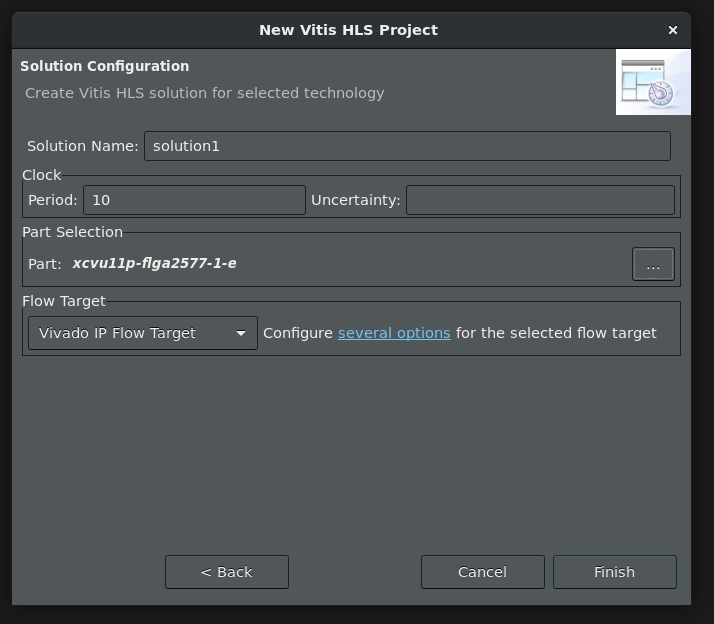 New Vitis HLS Project ×
Solution Configuration
Create Vitis HLS solution for selected technology
Solution Name: solution1
Clock
Period: 10 Uncertainty:
Part Selection
Part: xcvu11p-flga2577-1-e ...
Flow Target
Vivado IP Flow Target Configure several options for the selected flow target
< Back Cancel Finish